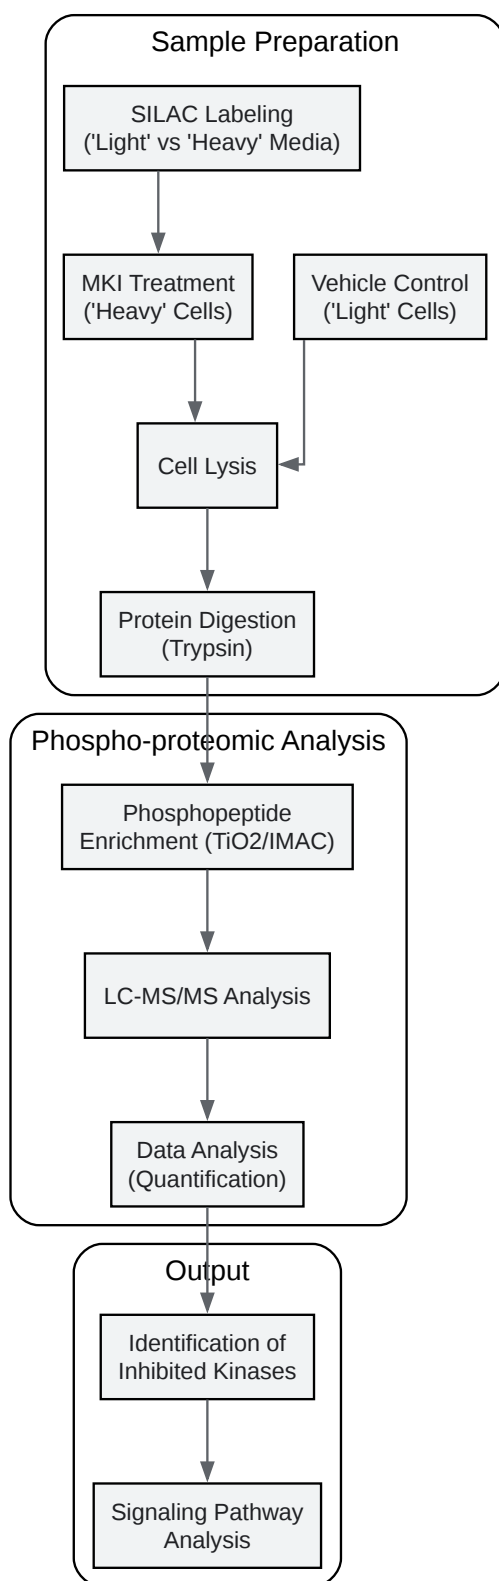 Sample Preparation
SILAC Labeling
('Light' vs 'Heavy' Media)
MKI Treatment
('Heavy' Cells)
Vehicle Control
('Light' Cells)
Cell Lysis
Protein Digestion
(Trypsin)
Phospho-proteomic Analysis
Phosphopeptide
Enrichment (TiO2/IMAC)
LC-MS/MS Analysis
Data Analysis
(Quantification)
Output
Identification of
Inhibited Kinases
Signaling Pathway
Analysis